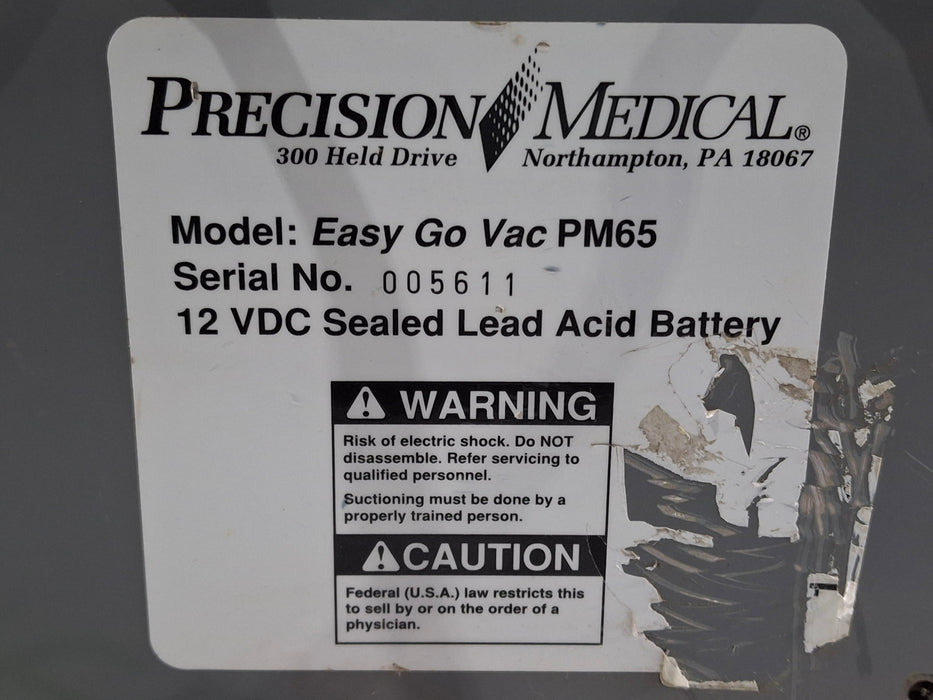 PRECISION MEDICAL®
300 Held Drive Northampton, PA 18067
Model: Easy Go Vac PM65
Serial No. 005611
12 VDC Sealed Lead Acid Battery
WARNING
Risk of electric shock. Do NOT
disassemble. Refer servicing to
qualified personnel.
Suctioning must be done by a
properly trained person.
CAUTION
Federal (U.S.A.) law restricts this
to sell by or on the order of a
physician.